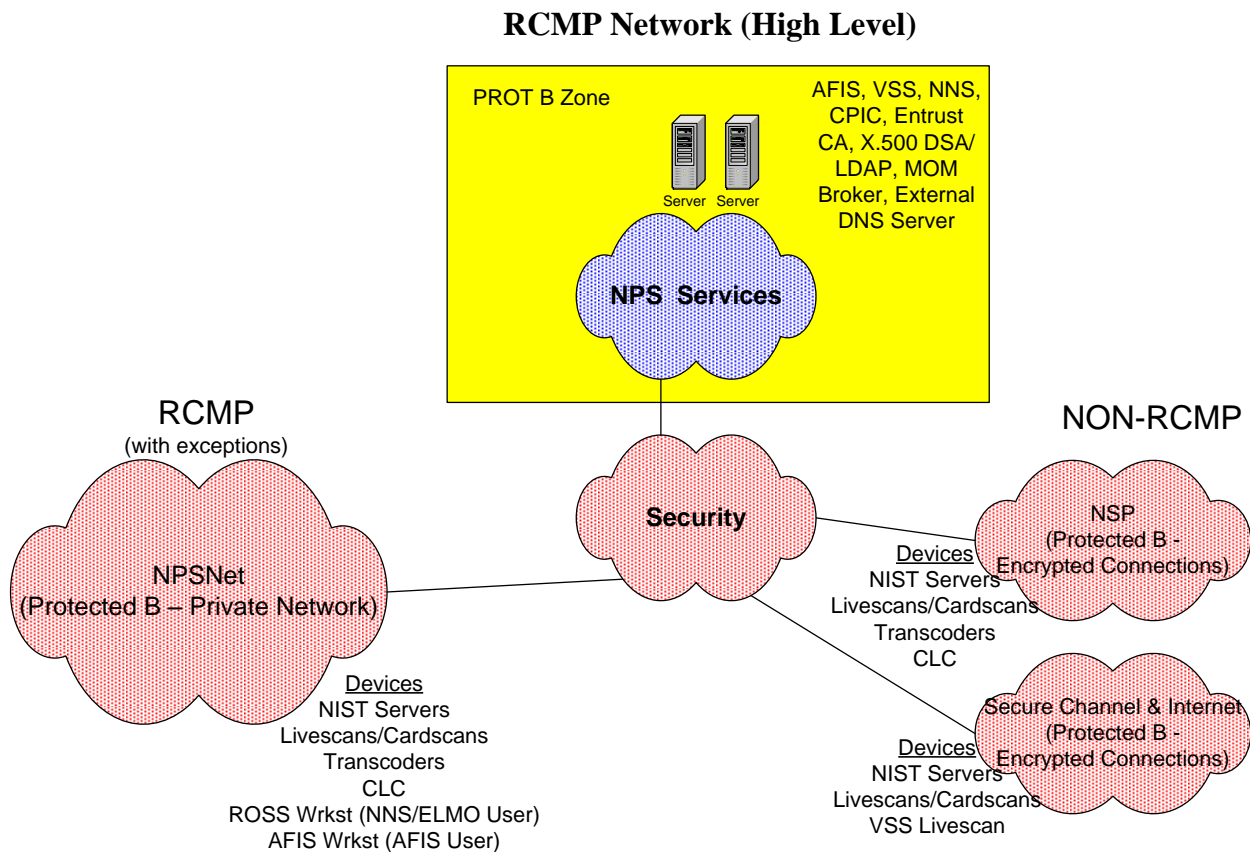 RCMP Network (High Level)
PROT B Zone
AFIS, VSS, NNS,
CPIC, Entrust
CA, X.500 DSA/
LDAP, MOM
Broker, External
DNS Server
Server
Server
NPS Services
RCMP
(with exceptions)
NON-RCMP
Security
NPSNet
(Protected B – Private Network)
Devices
NIST Servers
Livescans/Cardscans
Transcoders
CLC
ROSS Wrkst (NNS/ELMO User)
AFIS Wrkst (AFIS User)
NSP
(Protected B -
Encrypted Connections)
Devices
NIST Servers
Livescans/Cardscans
Transcoders
CLC
Secure Channel & Internet
(Protected B -
Encrypted Connections)
Devices
NIST Servers
Livescans/Cardscans
VSS Livescan